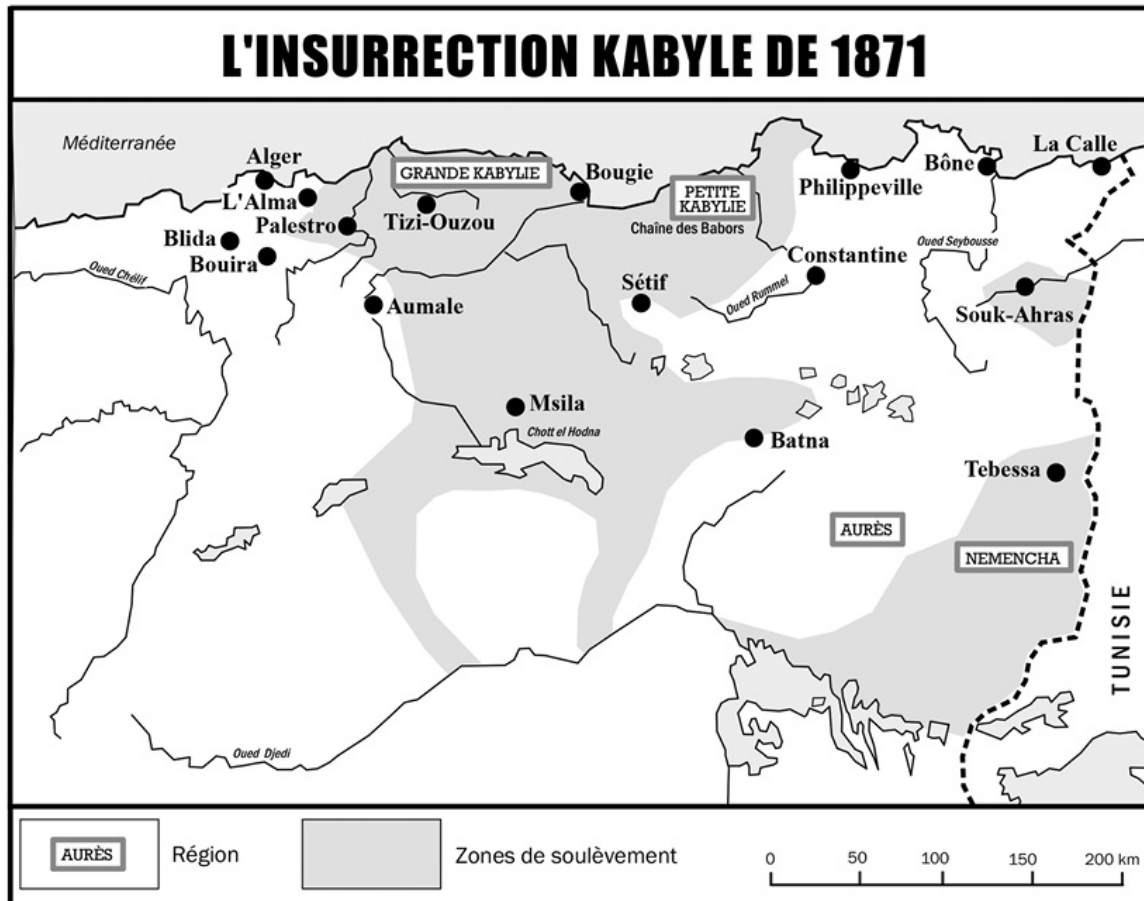 L'INSURRECTION KABYLE DE 1871
Méditerranée
Alger
L'Alma
Palestro
Blida
Bouira
Oued Chélif
GRANDE KABYLIE
Tizi-Ouzou
Bougie
PETITE
KABYLIE
Chaîne des Babors
Philippeville
Bône
La Calle
Constantine
Oued Seybousse
Oued Rummel
Sétif
Souk-Ahras
Aumale
Msila
Chott el Hodna
Batna
Tebessa
AURÈS
NEMENCHA
TUNISIE
Oued Djedi
AURÈS
Région
Zones de soulèvement
0 50 100 150 200 km